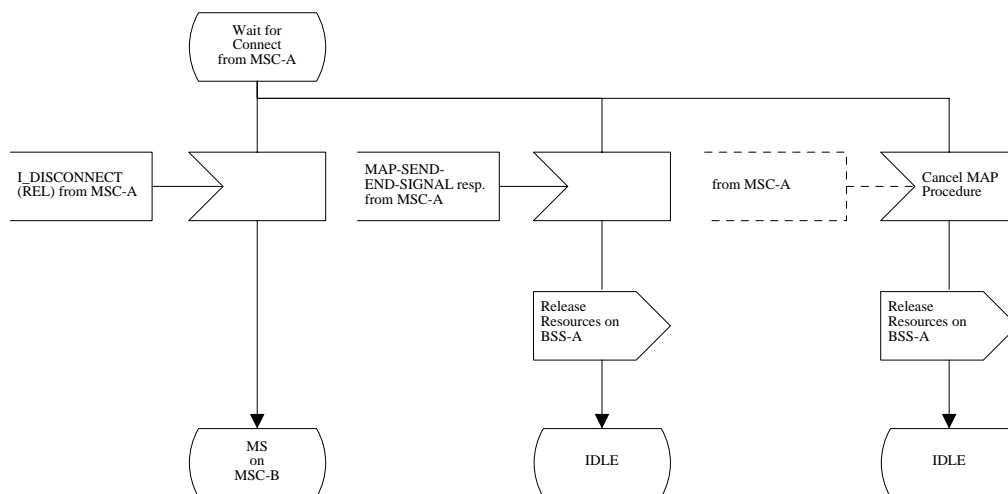 Wait for
Connect
from MSC-A
I_DISCONNECT
(REL) from MSC-A
MAP-SEND-
END-SIGNAL resp.
from MSC-A
from MSC-A
Cancel MAP
Procedure
Release
Resources on
BSS-A
Release
Resources on
BSS-A
MS
on
MSC-B
IDLE
IDLE